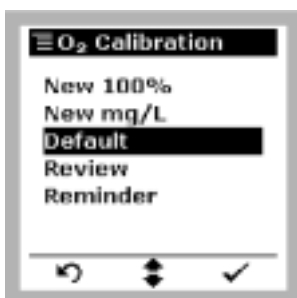 O₂ Calibration
New 100%
New mg/L
Default
Review
Reminder